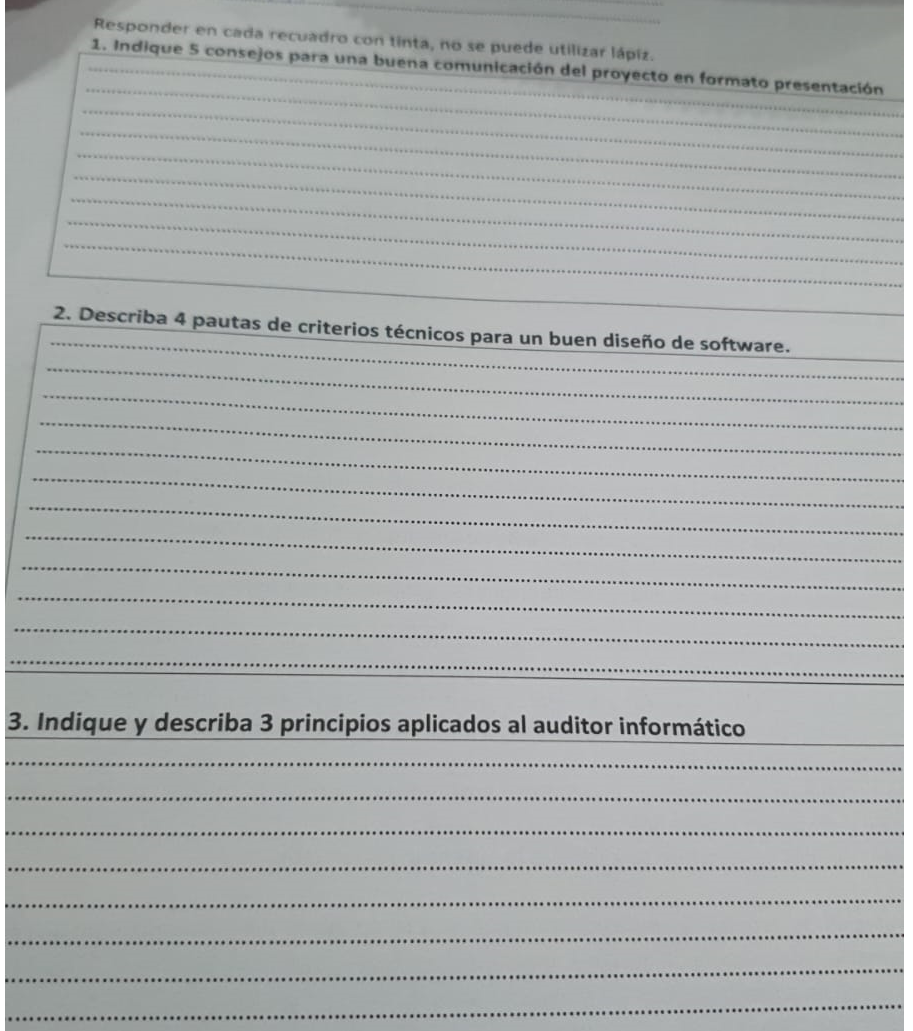 Responder en cada recuadro con tinta, no se puede utilizar lápiz.
1. Indique 5 consejos para una buena comunicación del proyecto en formato presentación
2. Describa 4 pautas de criterios técnicos para un buen diseño de software.
3. Indique y describa 3 principios aplicados al auditor informático